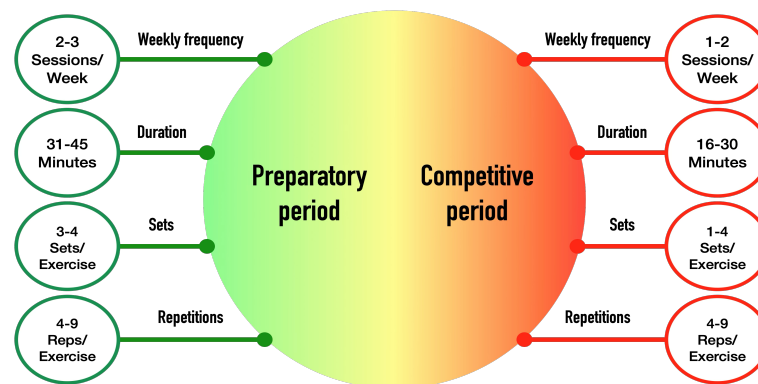 2-3
Sessions/
Week
Weekly frequency
Weekly frequency
1-2
Sessions/
Week
31-45
Minutes
Duration
Duration
16-30
Minutes
Preparatory
period
Competitive
period
3-4
Sets/
Exercise
Sets
Sets
1-4
Sets/
Exercise
4-9
Reps/
Exercise
Repetitions
Repetitions
4-9
Reps/
Exercise